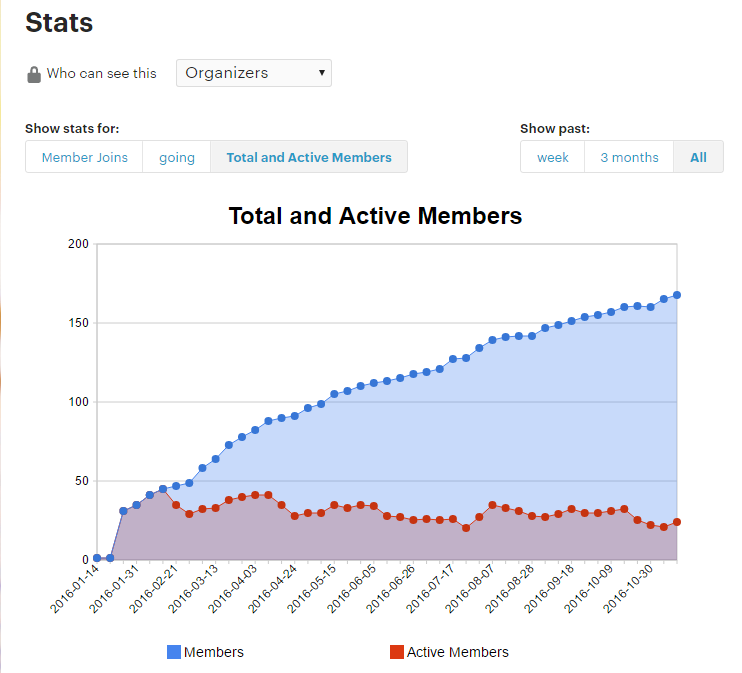 Stats
Who can see this Organizers
Show stats for: Show past:
Member Joins going Total and Active Members week 3 months All
Total and Active Members
200
150
100
50
0
2016-01-14 2016-01-31 2016-02-21 2016-03-13 2016-04-03 2016-04-24 2016-05-15 2016-06-05 2016-06-26 2016-07-17 2016-08-07 2016-08-28 2016-09-18 2016-10-09 2016-10-30
Members Active Members